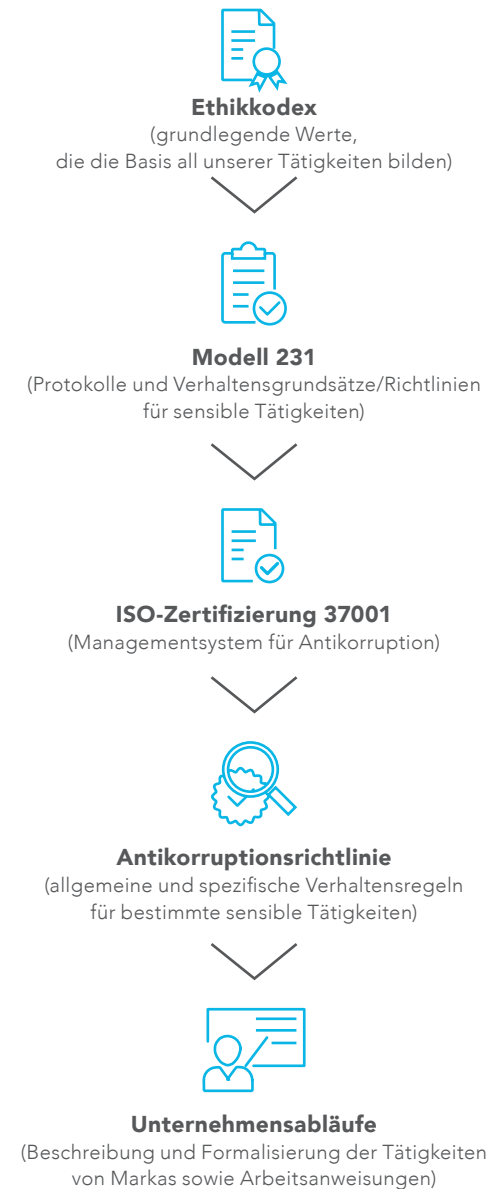 Ethikkodex
(grundlegende Werte,
die die Basis all unserer Tätigkeiten bilden)
Modell 231
(Protokolle und Verhaltensgrundsätze/Richtlinien
für sensible Tätigkeiten)
ISO-Zertifizierung 37001
(Managementsystem für Antikorruption)
Antikorruptionsrichtlinie
(allgemeine und spezifische Verhaltensregeln
für bestimmte sensible Tätigkeiten)
Unternehmensabläufe
(Beschreibung und Formalisierung der Tätigkeiten
von Markas sowie Arbeitsanweisungen)